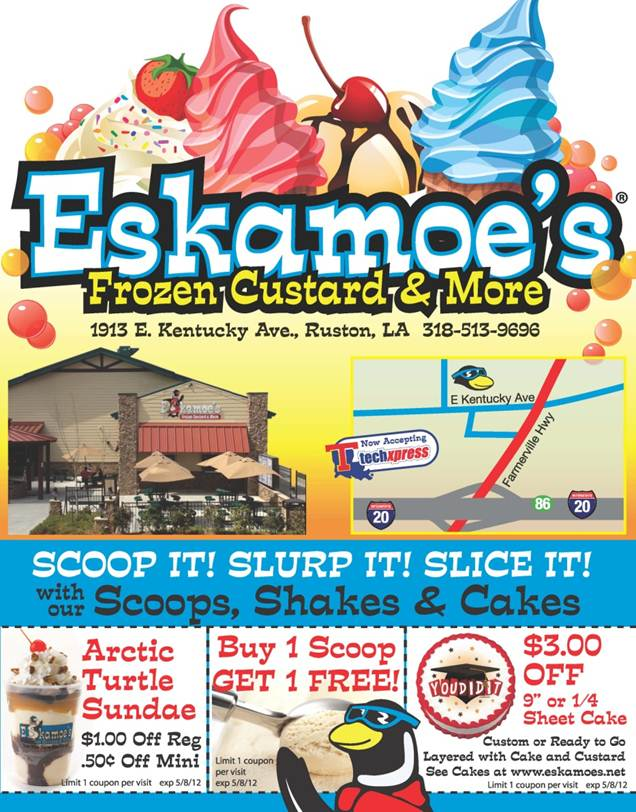 Eskamoe's®
Frozen Custard & More
1913 E. Kentucky Ave., Ruston, LA 318-513-9696
Eskamoe's
Frozen Custard & More
E Kentucky Ave
Farmerville Hwy
Now Accepting
T techxpress
INTERSTATE
20
86
INTERSTATE
20
SCOOP IT! SLURP IT! SLICE IT!
with our Scoops, Shakes & Cakes
Arctic
Turtle
Sundae
$1.00 Off Reg
.50¢ Off Mini
Eskamoe's
Limit 1 coupon per visit exp 5/8/12
Buy 1 Scoop
GET 1 FREE!
Limit 1 coupon
per visit
exp 5/8/12
YOU DID IT
$3.00
OFF
9" or 1/4
Sheet Cake
Custom or Ready to Go
Layered with Cake and Custard
See Cakes at www.eskamoes.net
Limit 1 coupon per visit exp 5/8/12